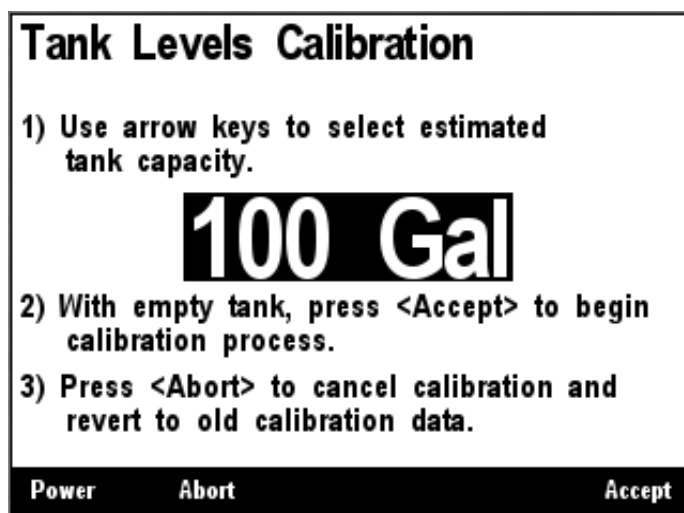 Tank Levels Calibration
1) Use arrow keys to select estimated
tank capacity.
100 Gal
2) With empty tank, press <Accept> to begin
calibration process.
3) Press <Abort> to cancel calibration and
revert to old calibration data.
Power Abort Accept